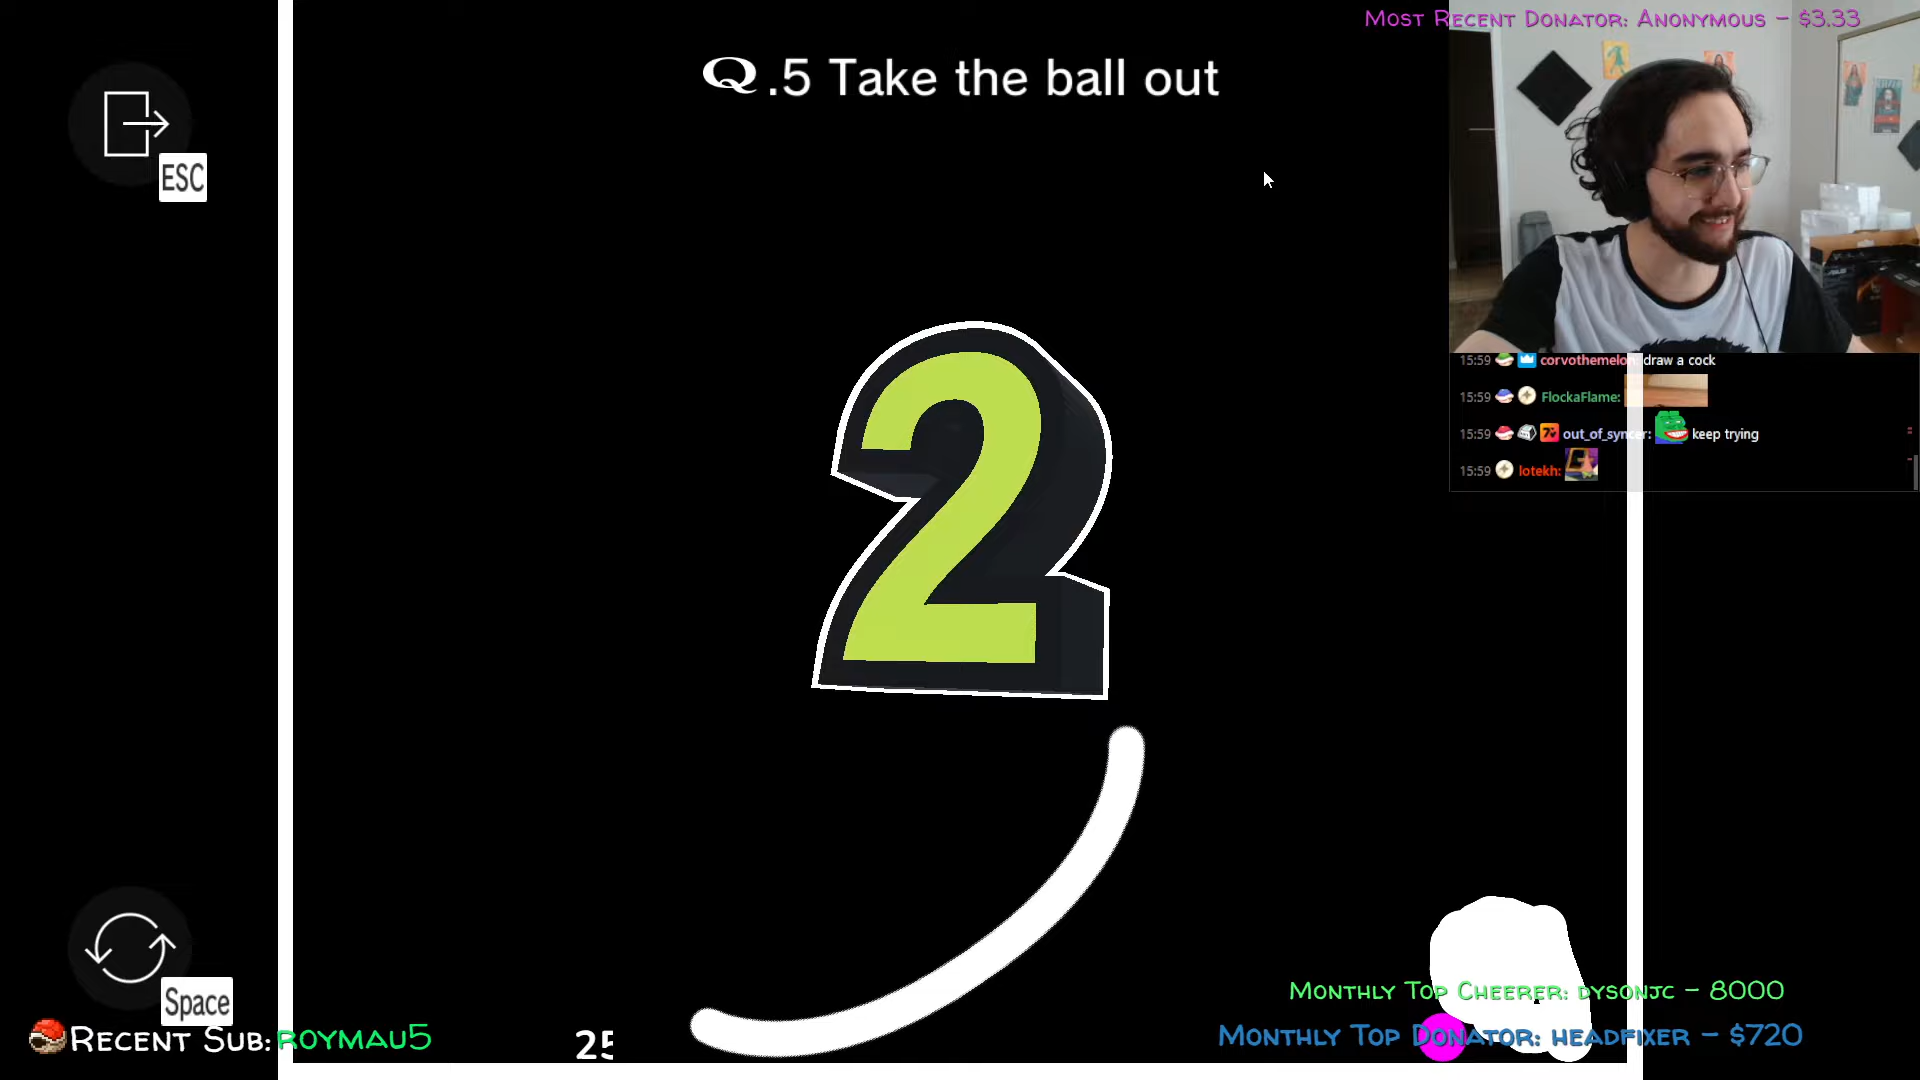 Most Recent Donator: Anonymous - $3.33
Q.5 Take the ball out
ESC
2
15:59 corvothemelon: draw a cock
15:59 FlockaFlame:
15:59 out_of_syncer: keep trying
15:59 lotekh:
Monthly Top Cheerer: dysonjc - 8000
Space
Recent Sub: roymau5
25
Monthly Top Donator: headfixer - $720